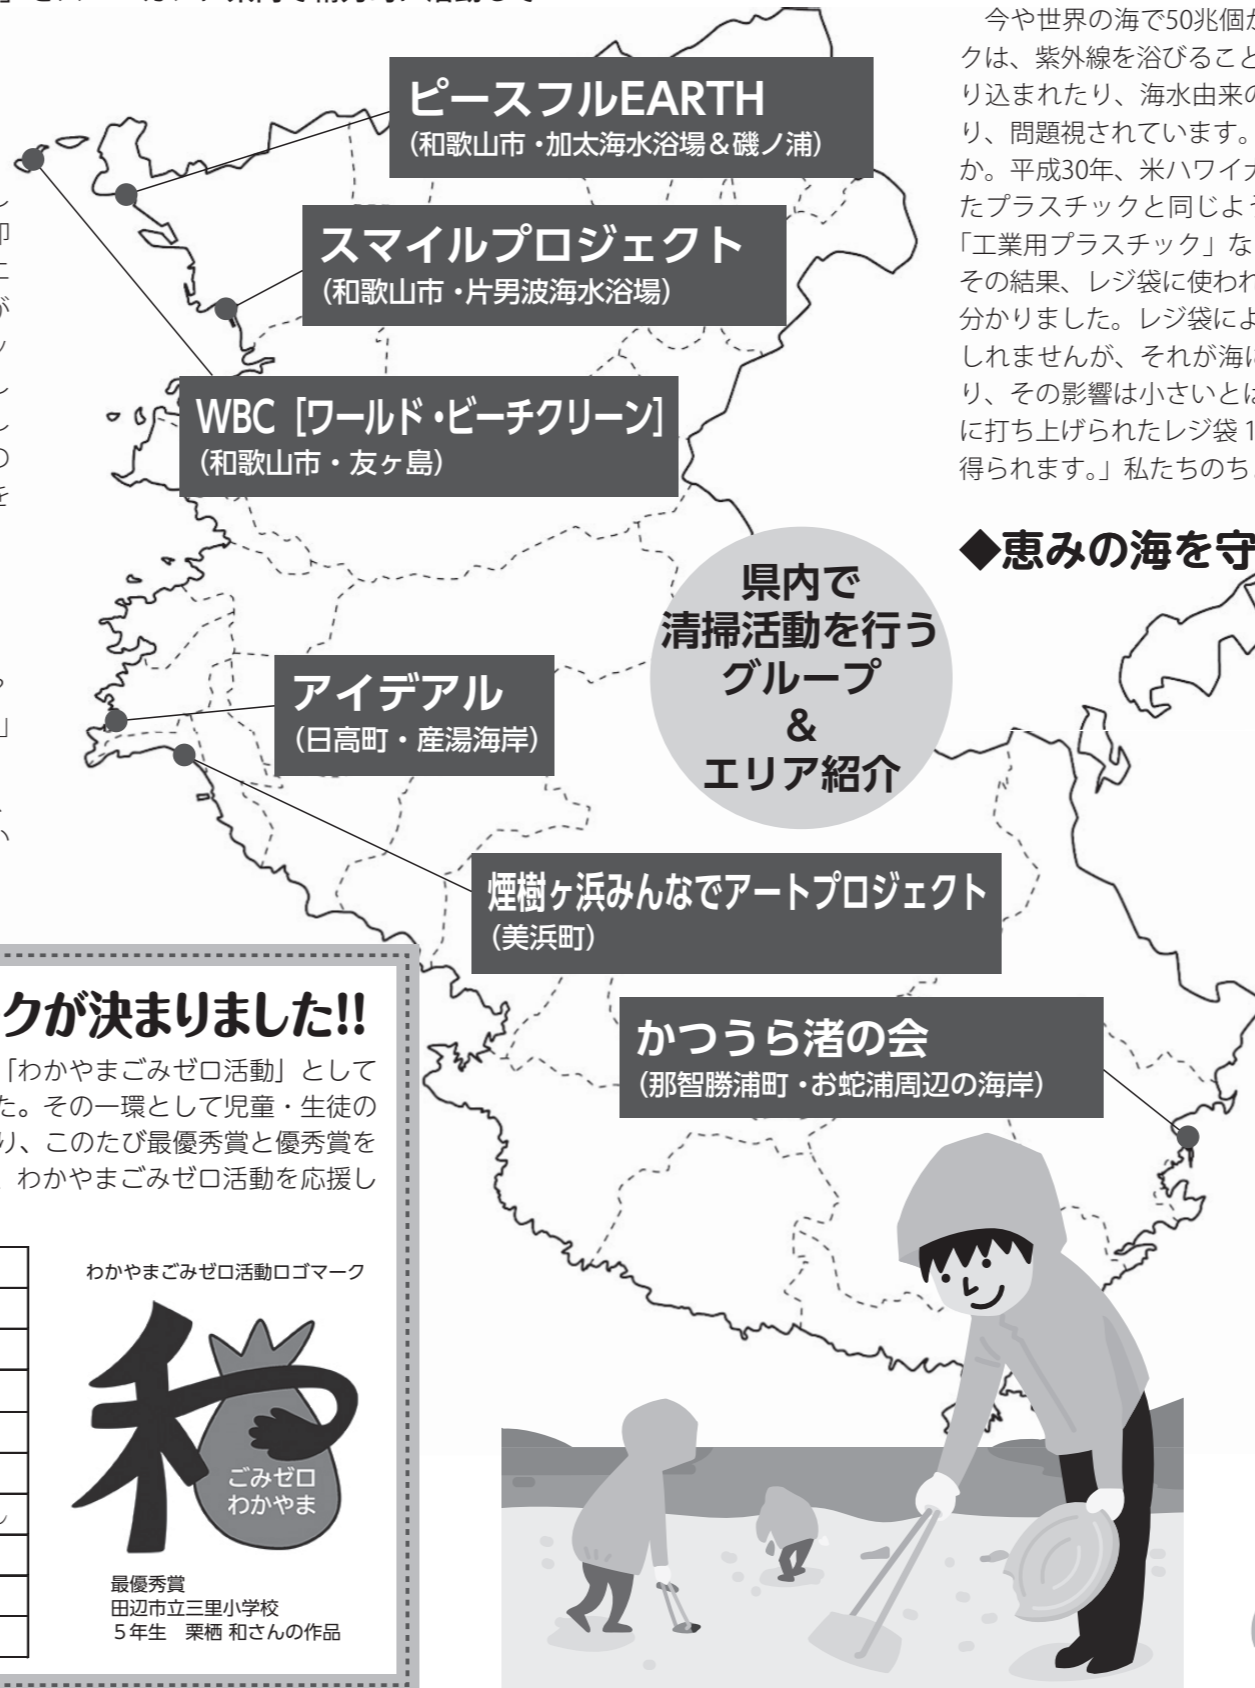 ピースフルEARTH
(和歌山市・加太海水浴場&磯ノ浦)
スマイルプロジェクト
(和歌山市・片男波海水浴場)
WBC［ワールド・ビーチクリーン］
(和歌山市・友ヶ島)
アイデアル
(日高町・産湯海岸)
煙樹ヶ浜みんなでアートプロジェクト
(美浜町)
かつうら渚の会
(那智勝浦町・お蛇浦周辺の海岸)
県内で
清掃活動を行う
グループ
&
エリア紹介
今や世界の海で50兆個か
クは、紫外線を浴びること
り込まれたり、海水由来の
り、問題視されています。
か。平成30年、米ハワイ
たプラスチックと同じよう
「工業用プラスチック」な
その結果、レジ袋に使われ
分かりました。レジ袋によ
しれませんが、それが海に
り、その影響は小さいとは
に打ち上げられたレジ袋1
得られます。」私たちのち
◆恵みの海を守
クが決まりました!!
「わかやまごみゼロ活動」として
た。その一環として児童・生徒の
り、このたび最優秀賞と優秀賞を
わかやまごみゼロ活動を応援し
わかやまごみゼロ活動ロゴマーク
和
ごみゼロ
わかやま
最優秀賞
田辺市立三里小学校
5年生　栗栖 和さんの作品